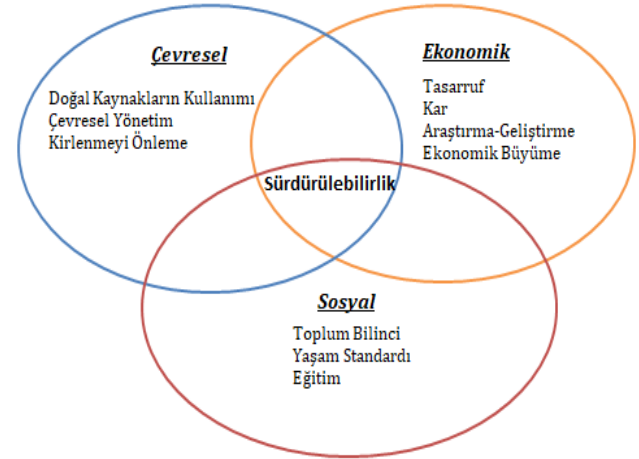 Çevresel
Doğal Kaynakların Kullanımı
Çevresel Yönetim
Kirlenmeyi Önleme
Ekonomik
Tasarruf
Kar
Araştırma-Geliştirme
Ekonomik Büyüme
Sürdürülebilirlik
Sosyal
Toplum Bilinci
Yaşam Standardı
Eğitim